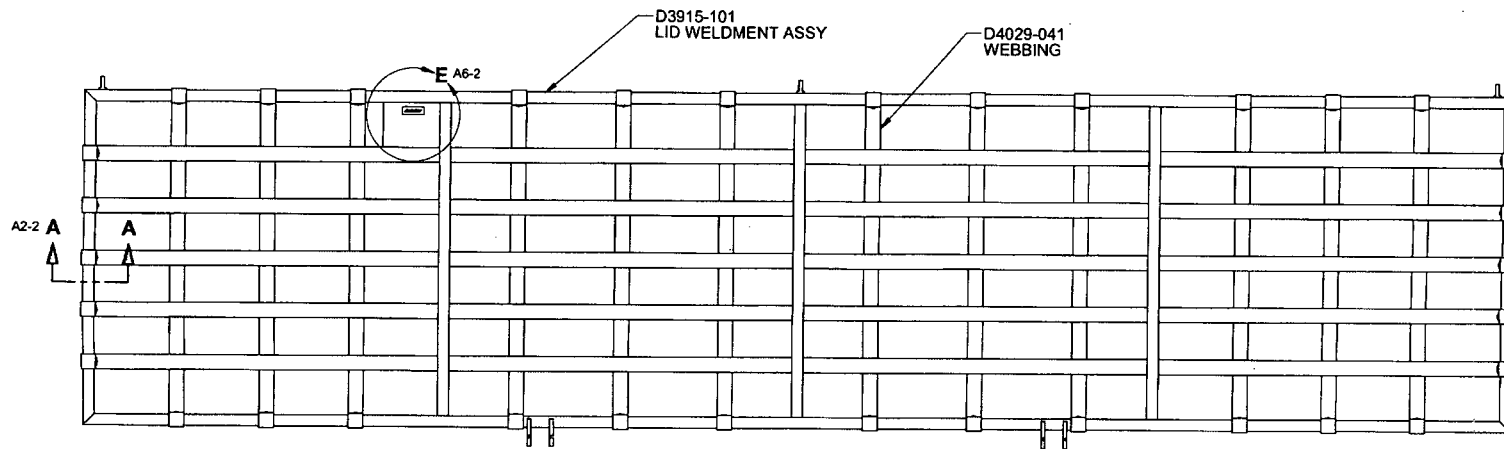 D3915-101
LID WELDMENT ASSY
D4029-041
WEBBING
E A6-2
A2-2 A A